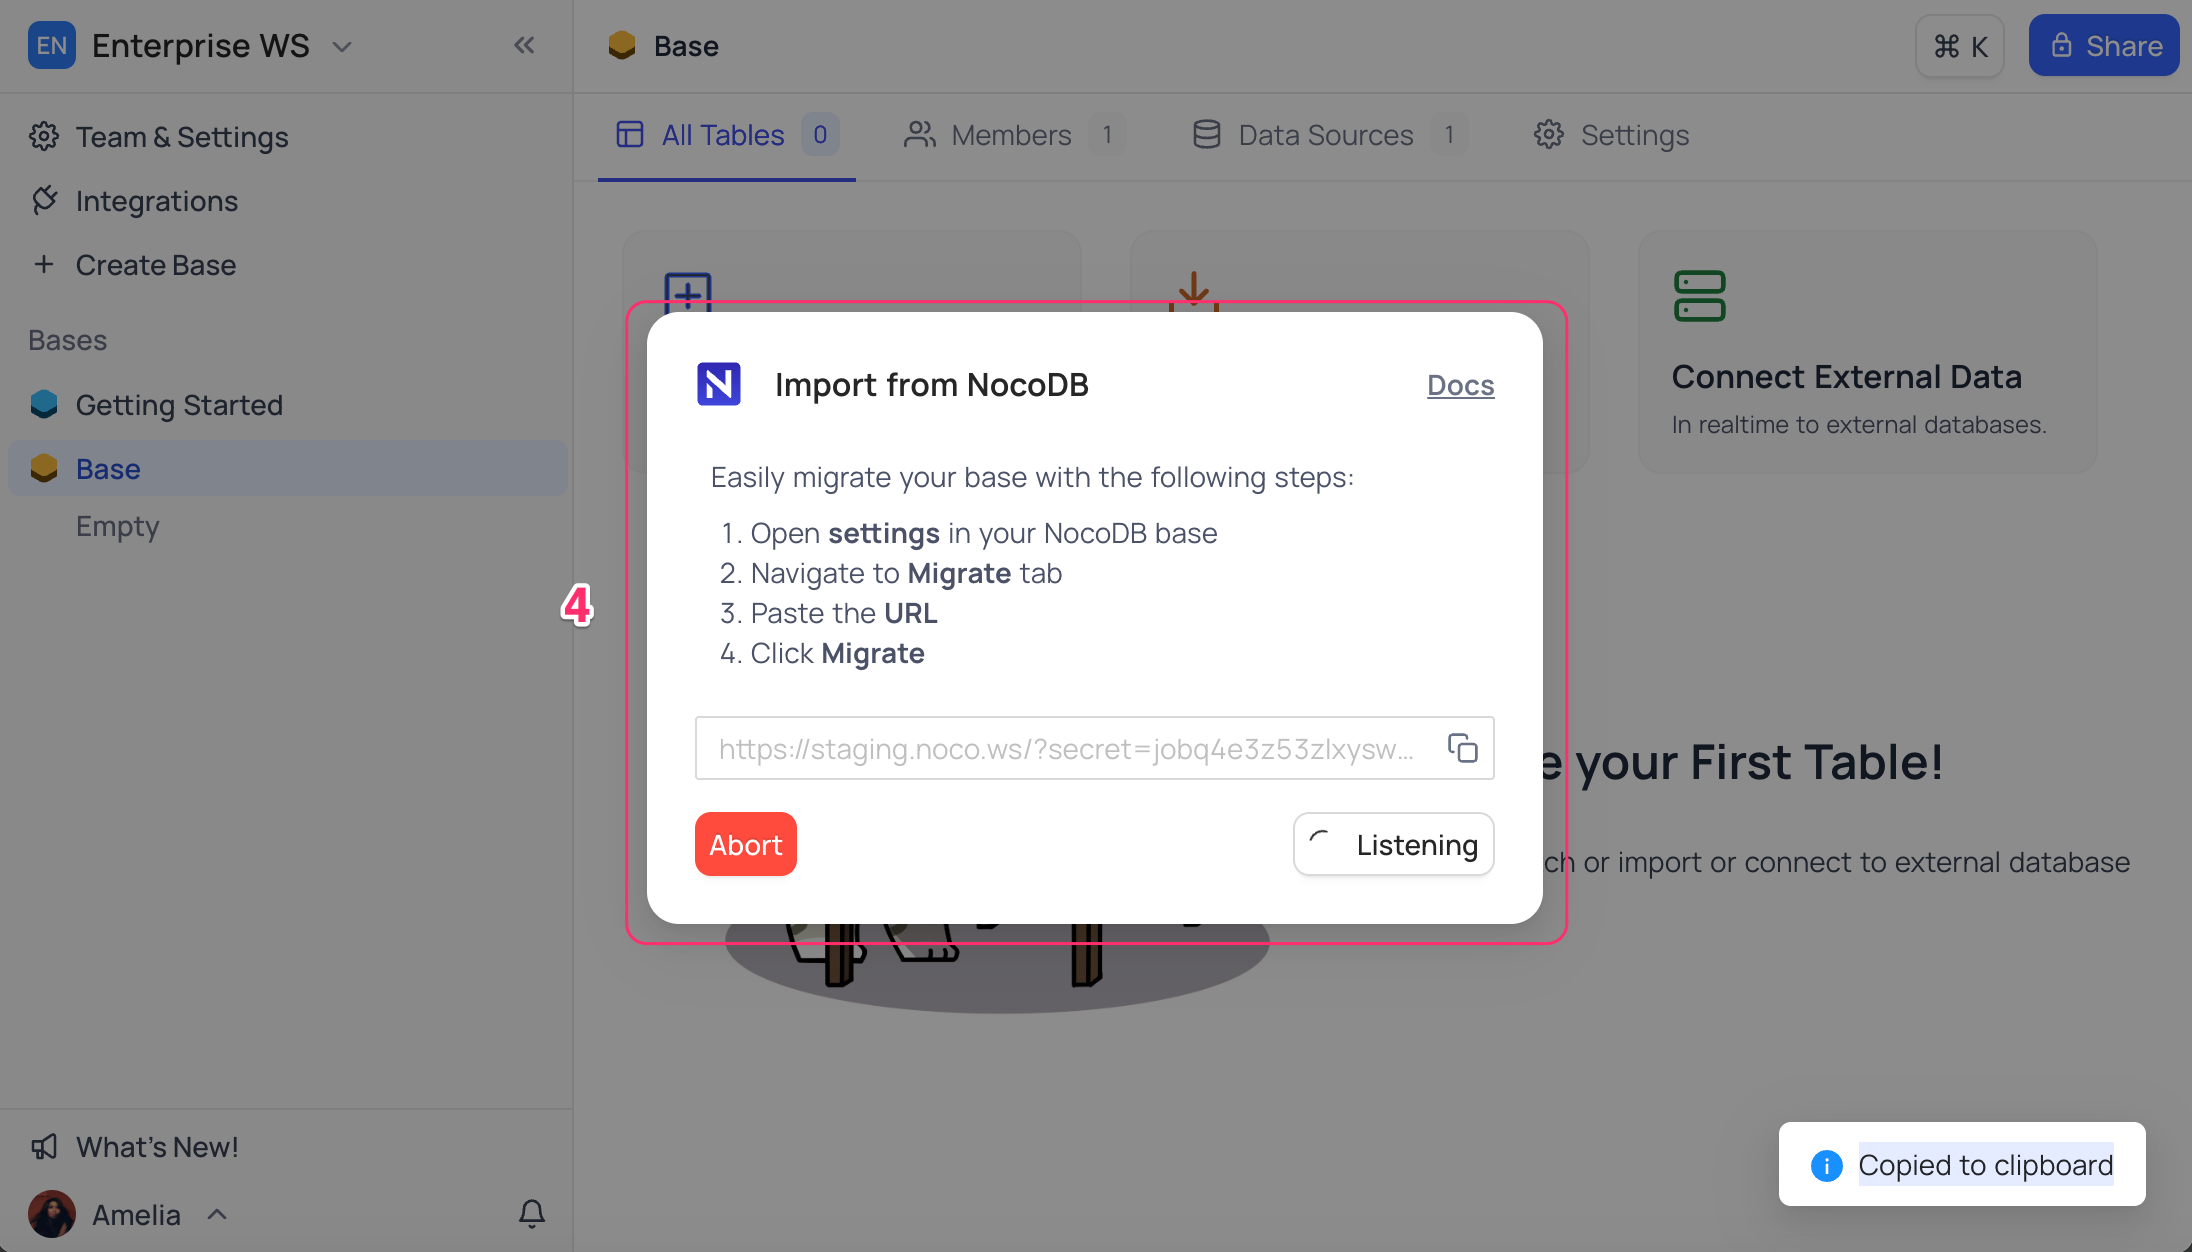 EN Enterprise WS
Base
⌘ K
Share
Team & Settings
Integrations
Create Base
Bases
Getting Started
Base
Empty
All Tables 0
Members 1
Data Sources 1
Settings
Connect External Data
In realtime to external databases.
4
Import from NocoDB
Docs
Easily migrate your base with the following steps:
1. Open settings in your NocoDB base
2. Navigate to Migrate tab
3. Paste the URL
4. Click Migrate
https://staging.noco.ws/?secret=jobq4e3z53zlxysw...
Abort
Listening
e your First Table!
ch or import or connect to external database
What's New!
Amelia
Copied to clipboard